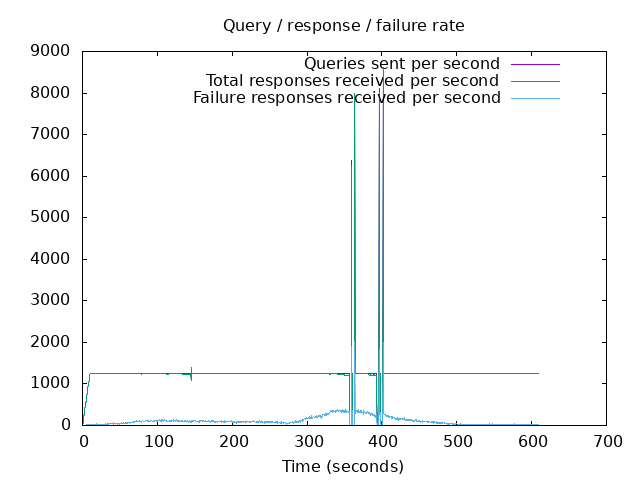 Query / response / failure rate
Queries sent per second
Total responses received per second
Failure responses received per second
9000
8000
7000
6000
5000
4000
3000
2000
1000
0
0 100 200 300 400 500 600 700
Time (seconds)